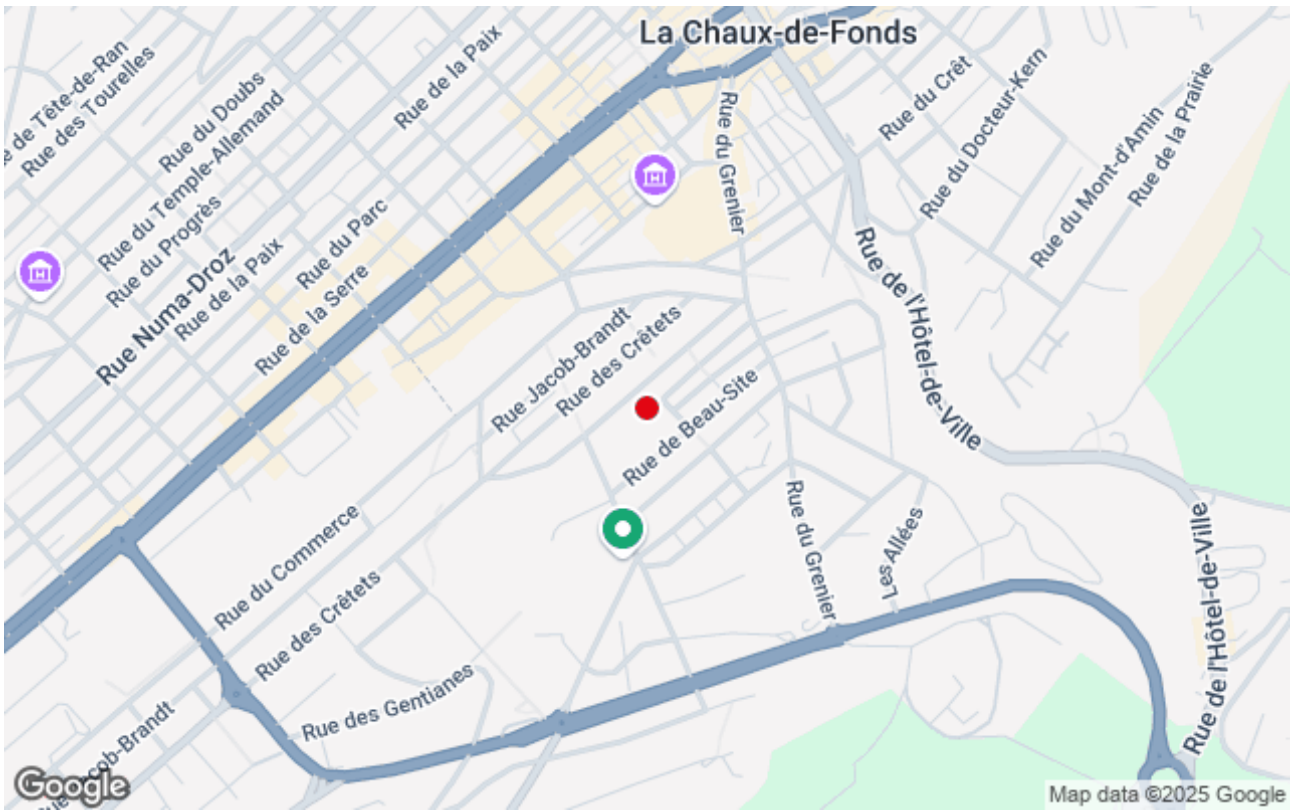 La Chaux-de-Fonds
de Tête-de-Ran
Rue des Tourelles
Rue du Doubs
Rue du Temple-Allemand
Rue du Progrès
Rue de la Paix
Rue de la Paix
Rue Numa-Droz
Rue du Parc
Rue de la Serre
Rue du Grenier
Rue du Crêt
Rue du Docteur-Kern
Rue du Mont-d'Amin
Rue de la Prairie
Rue de l'Hôtel-de-Ville
Rue Jacob-Brandt
Rue des Crêtets
Rue de Beau-Site
Rue du Grenier
Les Allées
Rue de l'Hôtel-de-Ville
Rue du Commerce
Rue des Crêtets
Rue des Gentianes
Jacob-Brandt
Google
Map data ©2025 Google